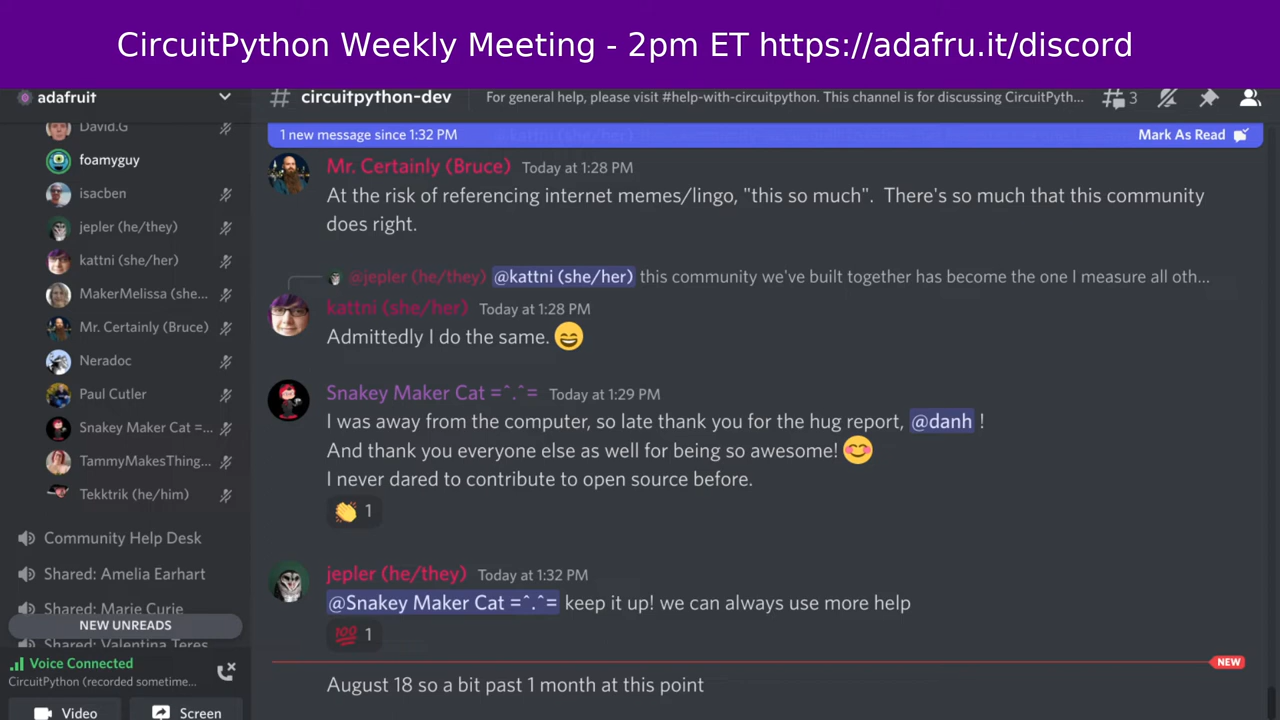 CircuitPython Weekly Meeting - 2pm ET https://adafru.it/discord
adafruit
David.G
foamyguy
isacben
jepler (he/they)
kattni (she/her)
MakerMelissa (she...
Mr. Certainly (Bruce)
Neradoc
Paul Cutler
Snakey Maker Cat =...
TammyMakesThing...
Tekktrik (he/him)
Community Help Desk
Shared: Amelia Earhart
Shared: Marie Curie
NEW UNREADS
Shared: Valentina Teres
Voice Connected
CircuitPython (recorded sometime...
Video
Screen
# circuitpython-dev
For general help, please visit #help-with-circuitpython. This channel is for discussing CircuitPyth...
3
1 new message since 1:32 PM
Mark As Read
Mr. Certainly (Bruce) Today at 1:28 PM
At the risk of referencing internet memes/lingo, "this so much". There's so much that this community
does right.
@jepler (he/they) @kattni (she/her) this community we've built together has become the one I measure all oth...
kattni (she/her) Today at 1:28 PM
Admittedly I do the same. 😄
Snakey Maker Cat =^.^= Today at 1:29 PM
I was away from the computer, so late thank you for the hug report, @danh !
And thank you everyone else as well for being so awesome! 😊
I never dared to contribute to open source before.
👏 1
jepler (he/they) Today at 1:32 PM
@Snakey Maker Cat =^.^= keep it up! we can always use more help
💯 1
NEW
August 18 so a bit past 1 month at this point